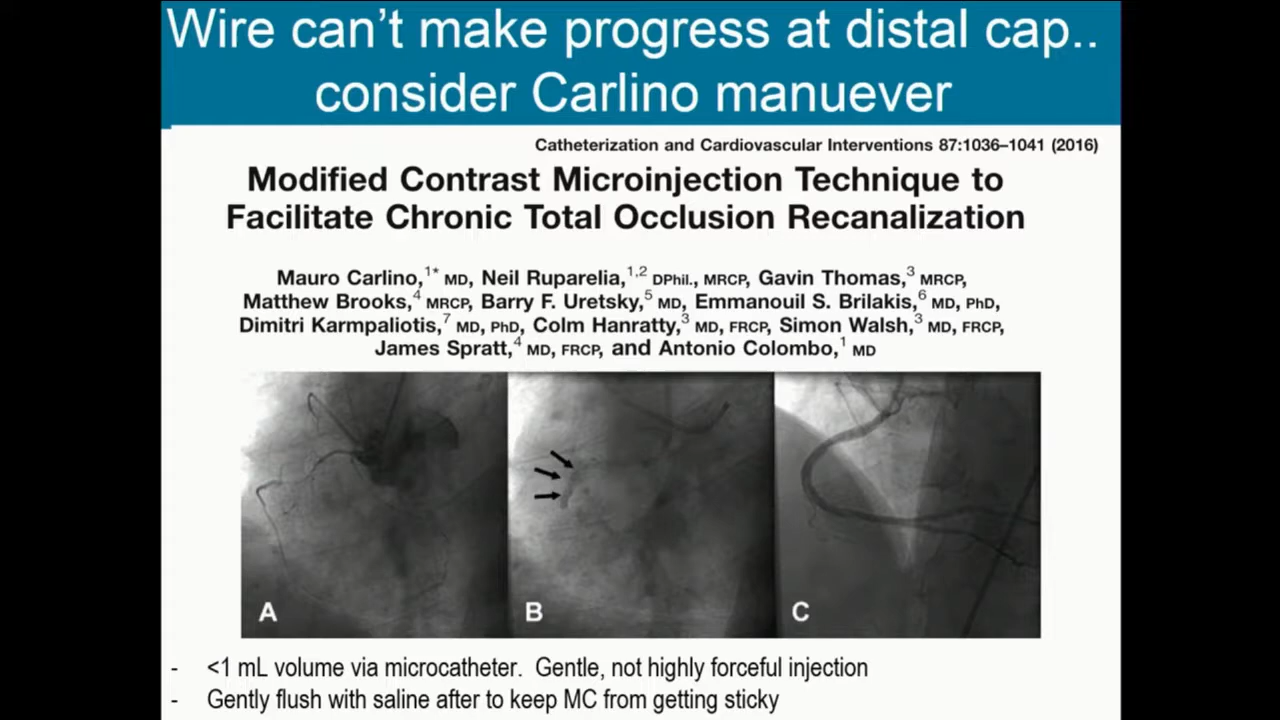 Wire can't make progress at distal cap..
consider Carlino manuever
Catheterization and Cardiovascular Interventions 87:1036–1041 (2016)
Modified Contrast Microinjection Technique to
Facilitate Chronic Total Occlusion Recanalization
Mauro Carlino,1* MD, Neil Ruparelia,1,2 DPhil., MRCP, Gavin Thomas,3 MRCP,
Matthew Brooks,4 MRCP, Barry F. Uretsky,5 MD, Emmanouil S. Brilakis,6 MD, PhD,
Dimitri Karmpaliotis,7 MD, PhD, Colm Hanratty,3 MD, FRCP, Simon Walsh,3 MD, FRCP,
James Spratt,4 MD, FRCP, and Antonio Colombo,1 MD
A B C
- <1 mL volume via microcatheter. Gentle, not highly forceful injection
- Gently flush with saline after to keep MC from getting sticky